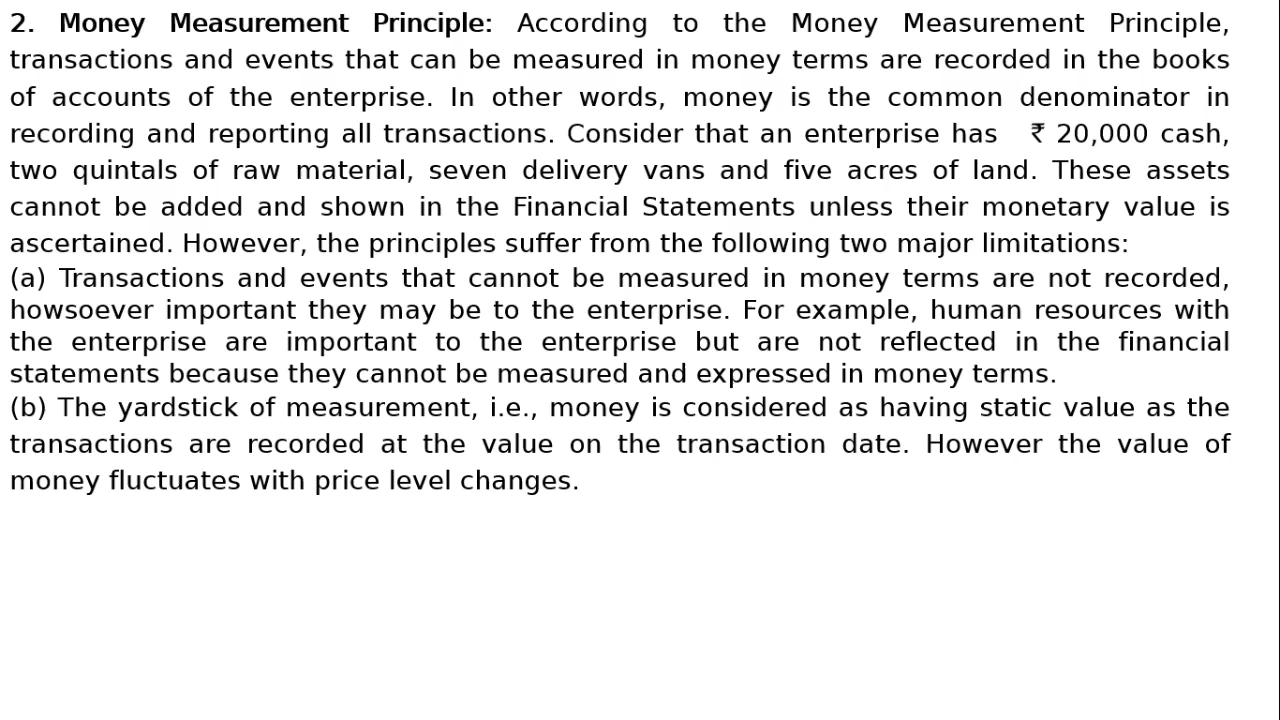 2. Money Measurement Principle: According to the Money Measurement Principle,
transactions and events that can be measured in money terms are recorded in the books
of accounts of the enterprise. In other words, money is the common denominator in
recording and reporting all transactions. Consider that an enterprise has ₹ 20,000 cash,
two quintals of raw material, seven delivery vans and five acres of land. These assets
cannot be added and shown in the Financial Statements unless their monetary value is
ascertained. However, the principles suffer from the following two major limitations:
(a) Transactions and events that cannot be measured in money terms are not recorded,
howsoever important they may be to the enterprise. For example, human resources with
the enterprise are important to the enterprise but are not reflected in the financial
statements because they cannot be measured and expressed in money terms.
(b) The yardstick of measurement, i.e., money is considered as having static value as the
transactions are recorded at the value on the transaction date. However the value of
money fluctuates with price level changes.